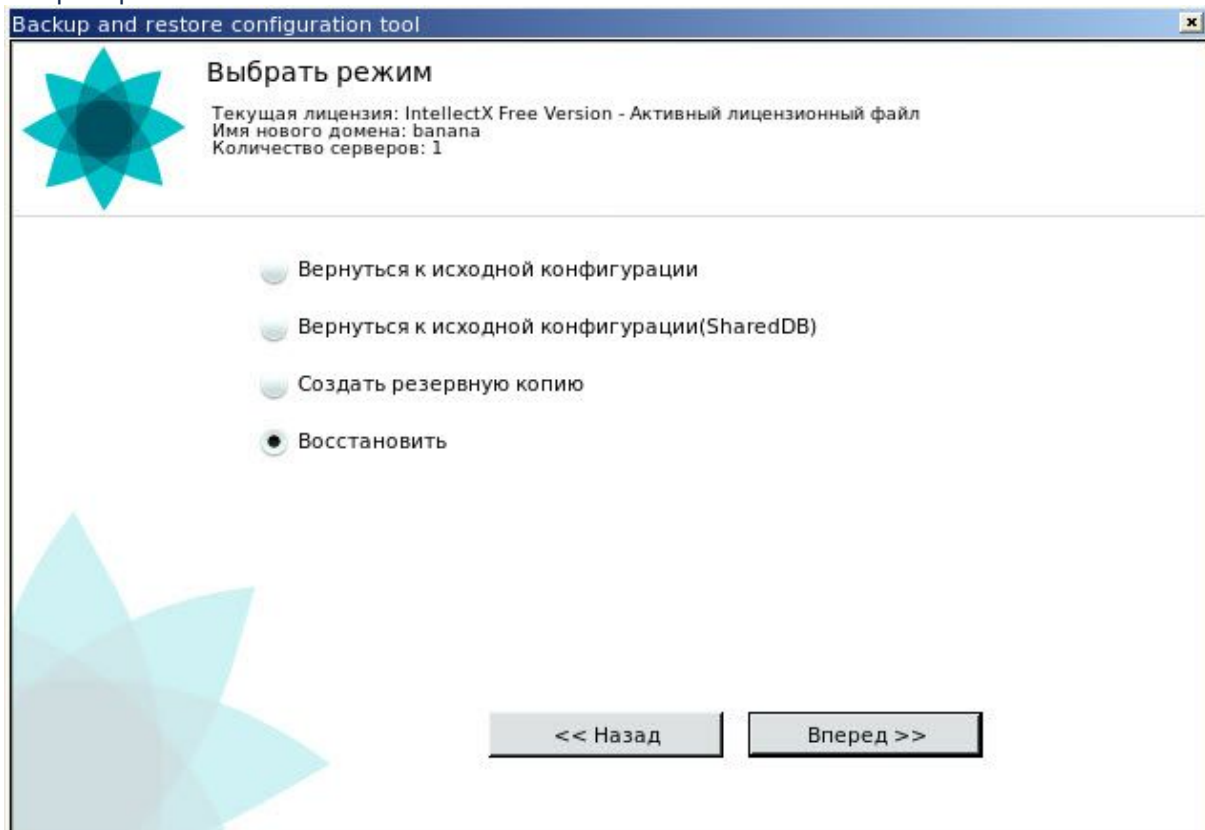 Backup and restore configuration tool
Выбрать режим
Текущая лицензия: IntellectX Free Version - Активный лицензионный файл
Имя нового домена: banana
Количество серверов: 1
Вернуться к исходной конфигурации
Вернуться к исходной конфигурации(SharedDB)
Создать резервную копию
Восстановить
<< Назад
Вперед >>